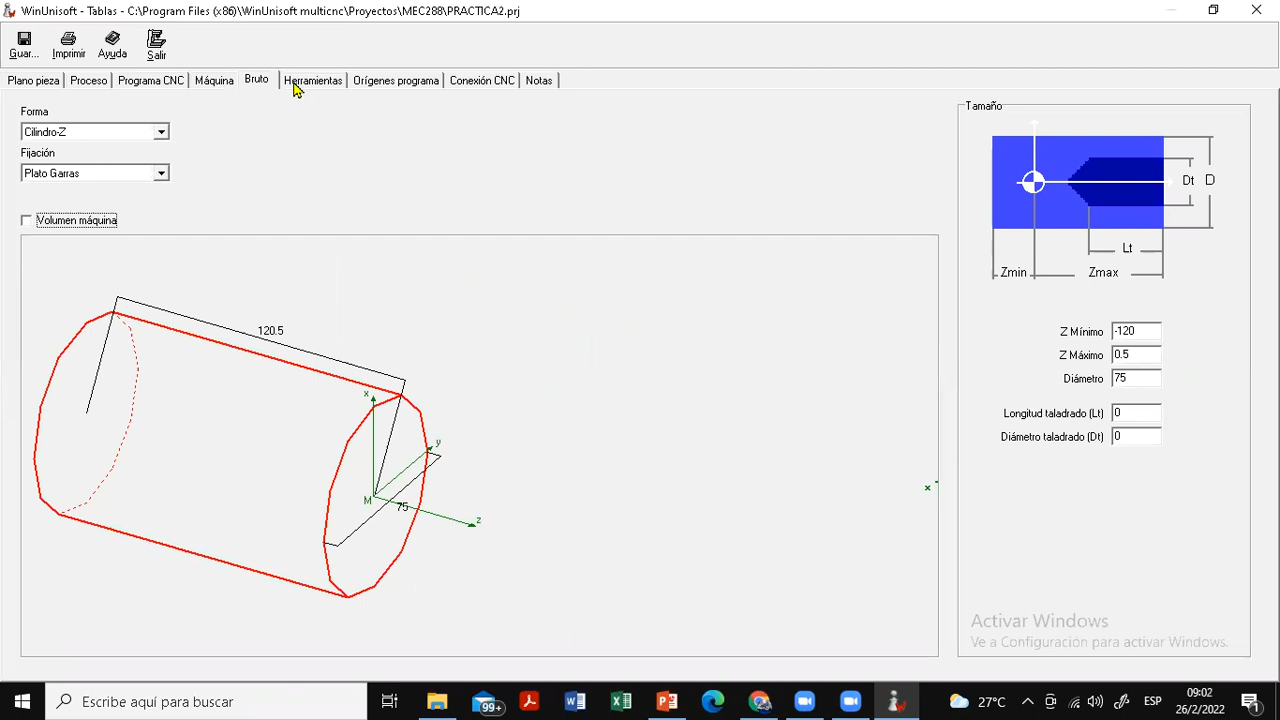 WinUnisoft - Tablas - C:\Program Files (x86)\WinUnisoft multicnc\Proyectos\MEC288\PRACTICA2.prj
Guar... Imprimir Ayuda Salir
Plano pieza Proceso Programa CNC Máquina Bruto Herramientas Orígenes programa Conexión CNC Notas
Forma
Cilindro-Z
Fijación
Plato Garras
Volumen máquina
120.5
x
y
M
75
z
x
Tamaño
Dt D
Lt
Zmin Zmax
Z Mínimo -120
Z Máximo 0.5
Diámetro 75
Longitud taladrado (Lt) 0
Diámetro taladrado (Dt) 0
Activar Windows
Ve a Configuración para activar Windows.
Escribe aquí para buscar
99+
27°C
ESP
09:02
26/2/2022
1